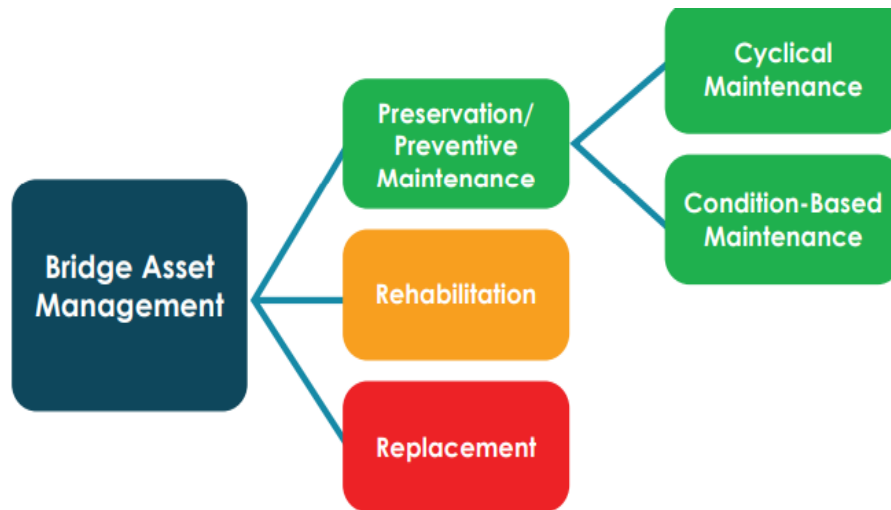 Bridge Asset
Management
Preservation/
Preventive
Maintenance
Rehabilitation
Replacement
Cyclical
Maintenance
Condition-Based
Maintenance